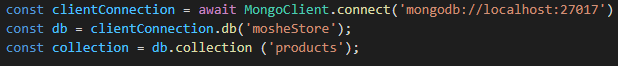 const clientConnection = await MongoClient.connect('mongodb://localhost:27017')
const db = clientConnection.db('mosheStore');
const collection = db.collection ('products');